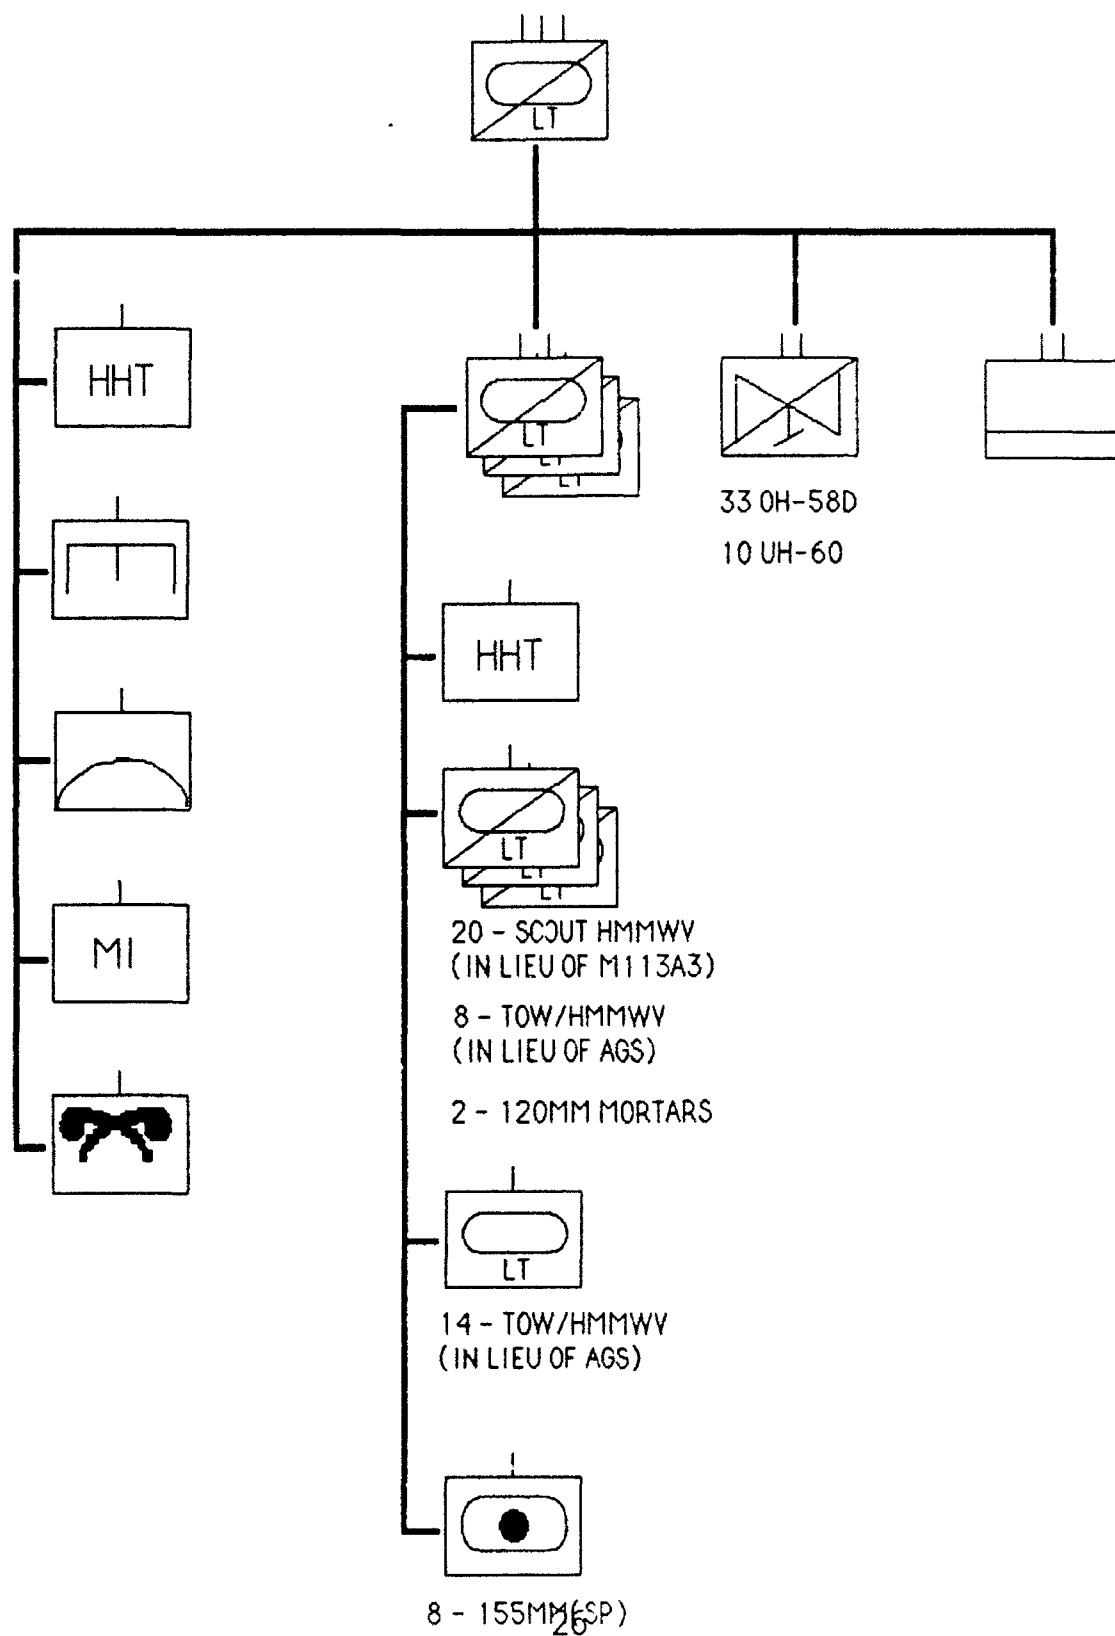 LT
HHT
LT
LT
LT
33 OH-58D
10 UH-60
HHT
MI
LT
LT
LT
20 - SCOUT HMMWV
(IN LIEU OF M113A3)
8 - TOW/HMMWV
(IN LIEU OF AGS)
2 - 120MM MORTARS
LT
14 - TOW/HMMWV
(IN LIEU OF AGS)
8 - 155MM(SP)
26